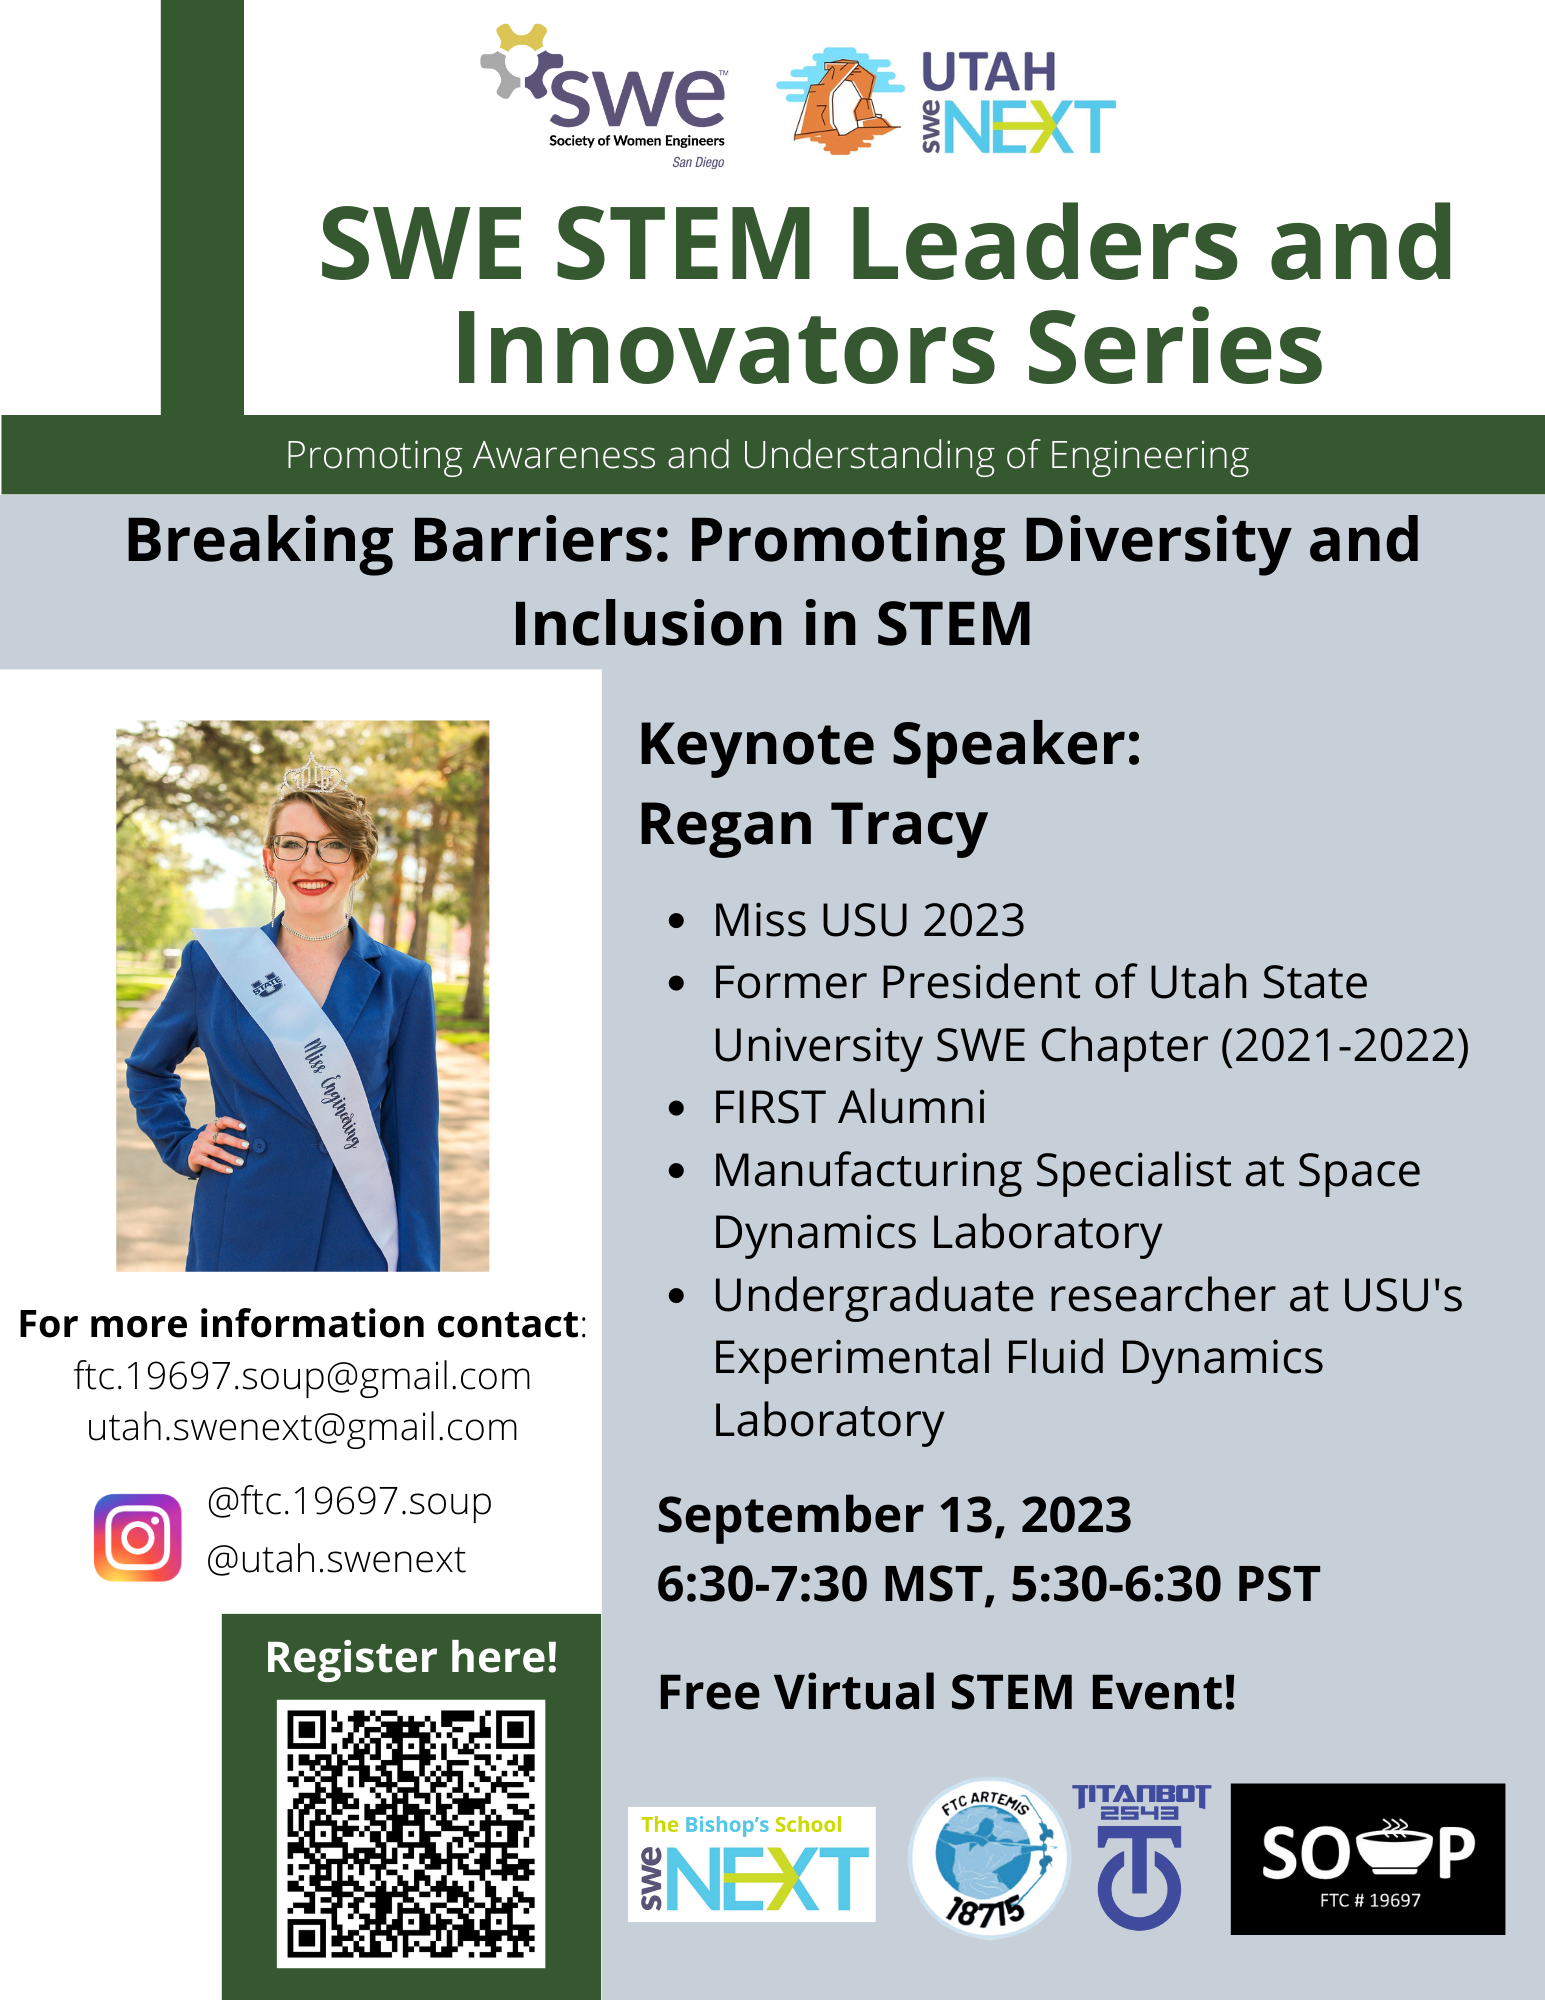 swe™
Society of Women Engineers
San Diego
UTAH
swe NEXT
SWE STEM Leaders and
Innovators Series
Promoting Awareness and Understanding of Engineering
Breaking Barriers: Promoting Diversity and
Inclusion in STEM
U
STATE
Miss Engineering
For more information contact:
ftc.19697.soup@gmail.com
utah.swenext@gmail.com
@ftc.19697.soup
@utah.swenext
Register here!
Keynote Speaker:
Regan Tracy
• Miss USU 2023
• Former President of Utah State
University SWE Chapter (2021-2022)
• FIRST Alumni
• Manufacturing Specialist at Space
Dynamics Laboratory
• Undergraduate researcher at USU's
Experimental Fluid Dynamics
Laboratory
September 13, 2023
6:30-7:30 MST, 5:30-6:30 PST
Free Virtual STEM Event!
The Bishop's School
swe NEXT
FTC ARTEMIS
18715
TITANBOT
2543
SOUP
FTC # 19697